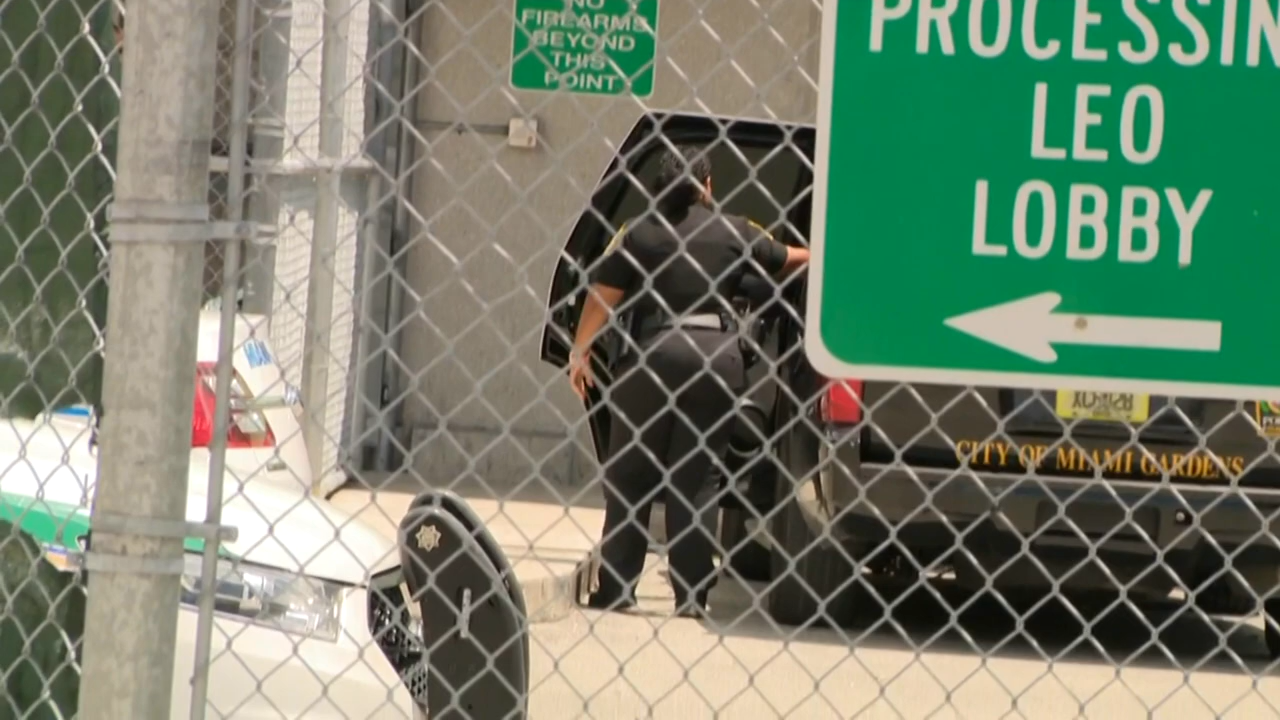 NO
FIREARMS
BEYOND
THIS
POINT
PROCESSIN
LEO
LOBBY
CITY OF MIAMI GARDENS